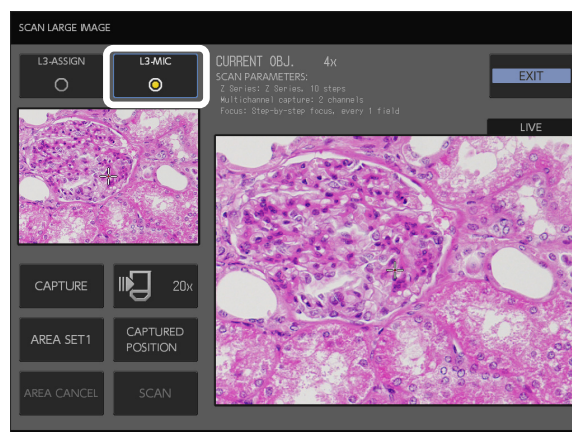 SCAN LARGE IMAGE
L3-ASSIGN
L3-MIC
CURRENT OBJ. 4x
SCAN PARAMETERS:
Z Series: Z Series, 10 steps
Multichannel capture: 2 channels
Focus: Step-by-step focus, every 1 field
EXIT
LIVE
CAPTURE
20x
AREA SET1
CAPTURED
POSITION
AREA CANCEL
SCAN